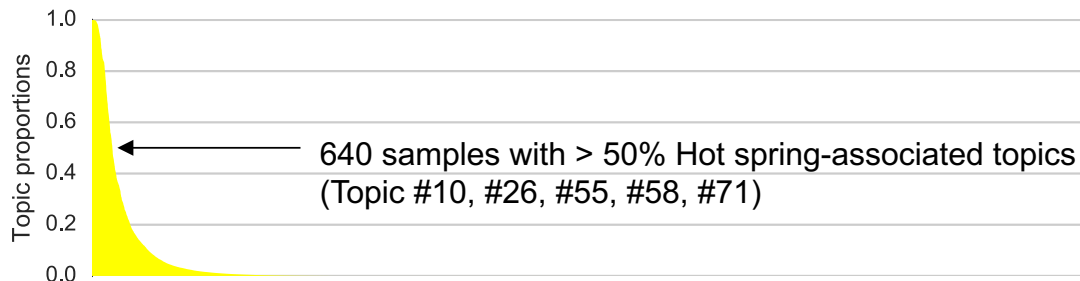 1.0
0.8
0.6
0.4
0.2
0.0
Topic proportions
640 samples with > 50% Hot spring-associated topics
(Topic #10, #26, #55, #58, #71)